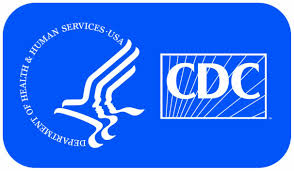 DEPARTMENT OF HEALTH & HUMAN SERVICES·USA
CDC